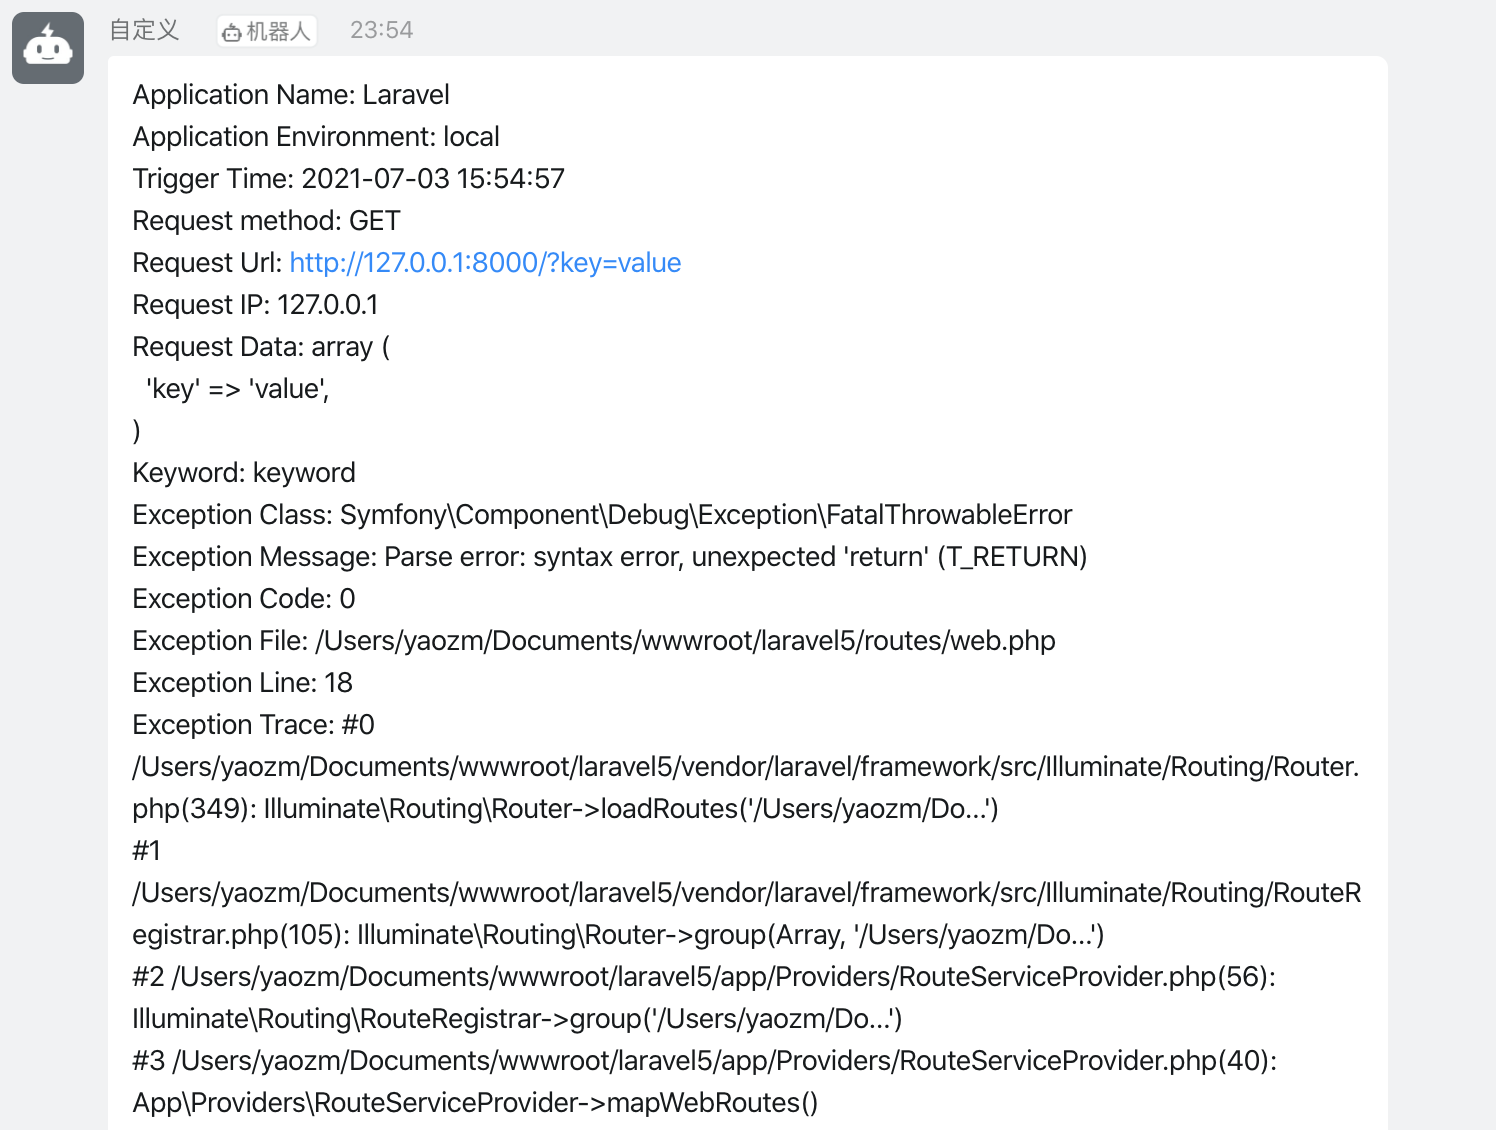 自定义 机器人 23:54
Application Name: Laravel
Application Environment: local
Trigger Time: 2021-07-03 15:54:57
Request method: GET
Request Url: http://127.0.0.1:8000/?key=value
Request IP: 127.0.0.1
Request Data: array (
  'key' => 'value',
)
Keyword: keyword
Exception Class: Symfony\Component\Debug\Exception\FatalThrowableError
Exception Message: Parse error: syntax error, unexpected 'return' (T_RETURN)
Exception Code: 0
Exception File: /Users/yaozm/Documents/wwwroot/laravel5/routes/web.php
Exception Line: 18
Exception Trace: #0
/Users/yaozm/Documents/wwwroot/laravel5/vendor/laravel/framework/src/Illuminate/Routing/Router.
php(349): Illuminate\Routing\Router->loadRoutes('/Users/yaozm/Do...')
#1
/Users/yaozm/Documents/wwwroot/laravel5/vendor/laravel/framework/src/Illuminate/Routing/RouteR
egistrar.php(105): Illuminate\Routing\Router->group(Array, '/Users/yaozm/Do...')
#2 /Users/yaozm/Documents/wwwroot/laravel5/app/Providers/RouteServiceProvider.php(56):
Illuminate\Routing\RouteRegistrar->group('/Users/yaozm/Do...')
#3 /Users/yaozm/Documents/wwwroot/laravel5/app/Providers/RouteServiceProvider.php(40):
App\Providers\RouteServiceProvider->mapWebRoutes()